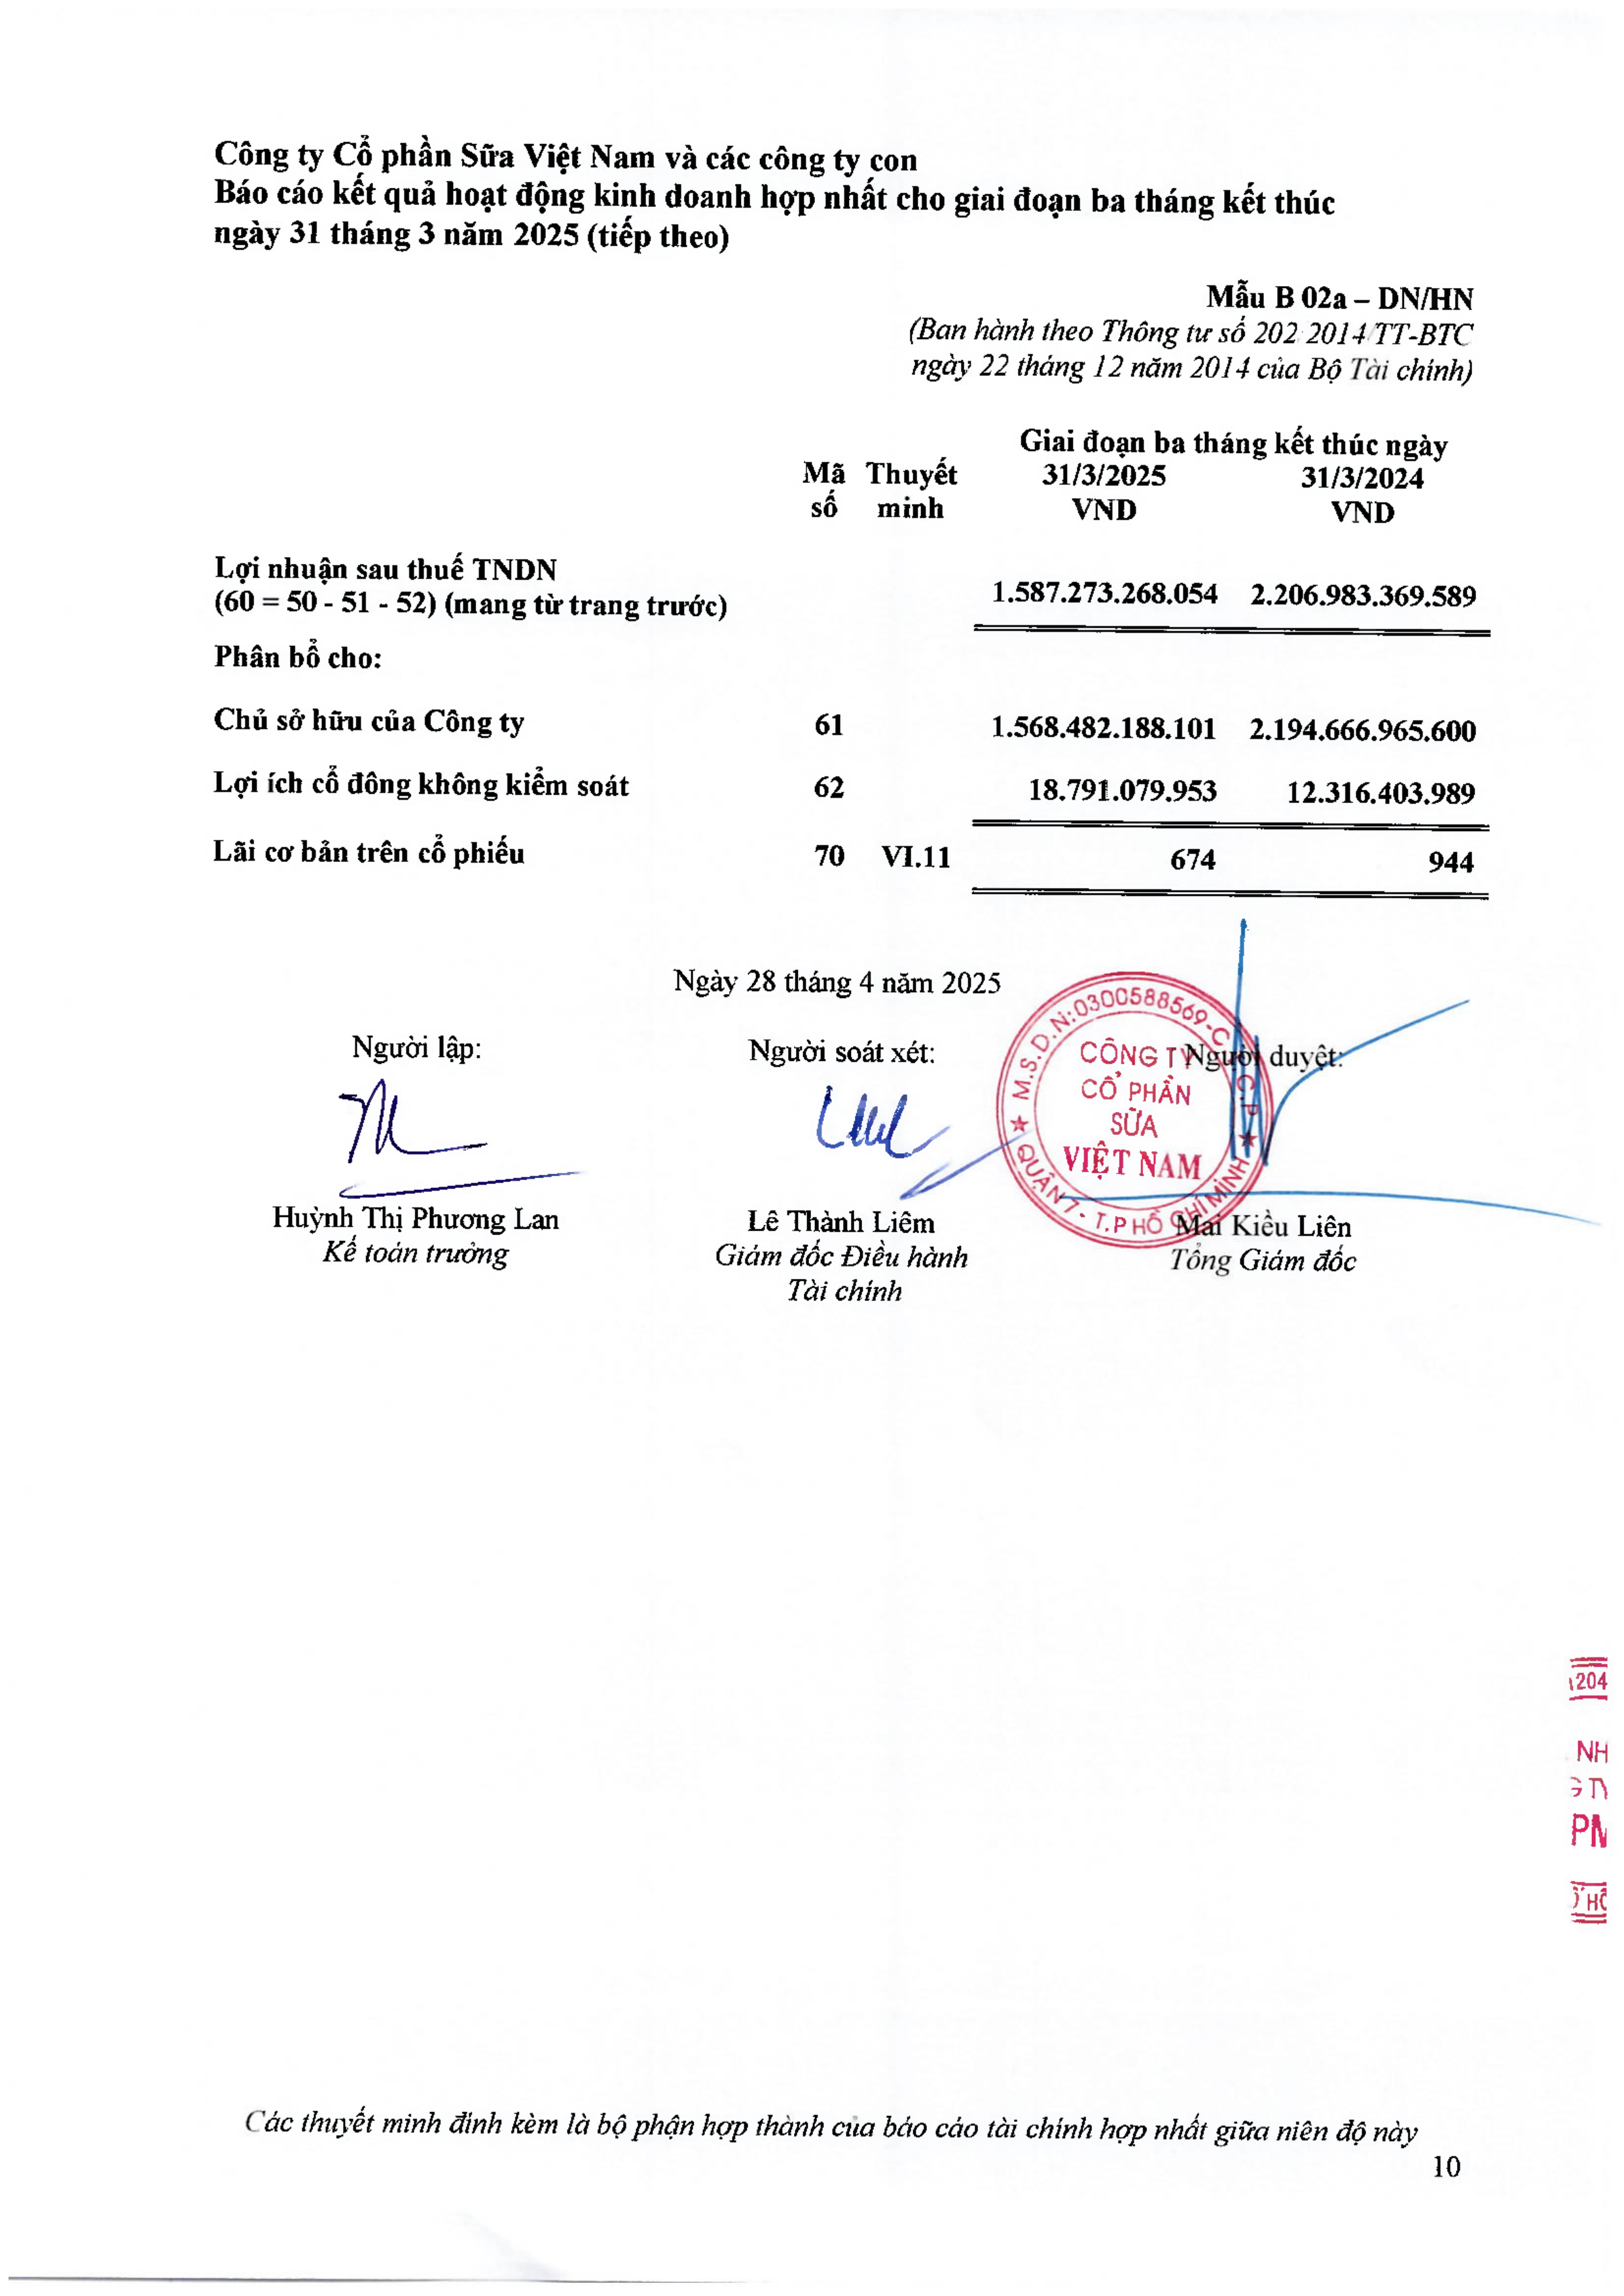 Công ty Cổ phần Sữa Việt Nam và các công ty con
Báo cáo kết quả hoạt động kinh doanh hợp nhất cho giai đoạn ba tháng kết thúc
ngày 31 tháng 3 năm 2025 (tiếp theo)
Mẫu B 02a – DN/HN
(Ban hành theo Thông tư số 202/2014/TT-BTC
ngày 22 tháng 12 năm 2014 của Bộ Tài chính)
Giai đoạn ba tháng kết thúc ngày
Mã Thuyết 31/3/2025 31/3/2024
số minh VND VND
Lợi nhuận sau thuế TNDN
(60 = 50 - 51 - 52) (mang từ trang trước) 1.587.273.268.054 2.206.983.369.589
Phân bổ cho:
Chủ sở hữu của Công ty 61 1.568.482.188.101 2.194.666.965.600
Lợi ích cổ đông không kiểm soát 62 18.791.079.953 12.316.403.989
Lãi cơ bản trên cổ phiếu 70 VI.11 674 944
Ngày 28 tháng 4 năm 2025
Người lập: Người soát xét: Người duyệt:
M.S.D.N:0300588569-C C.P
CÔNG TY
CỔ PHẦN
SỮA
VIỆT NAM
QUẬN 7 - T.P HỒ CHÍ MINH
Huỳnh Thị Phương Lan Lê Thành Liêm Mai Kiều Liên
Kế toán trưởng Giám đốc Điều hành Tổng Giám đốc
Tài chính
204
NH
G TY
PM
HỒ
Các thuyết minh đính kèm là bộ phận hợp thành của báo cáo tài chính hợp nhất giữa niên độ này
10